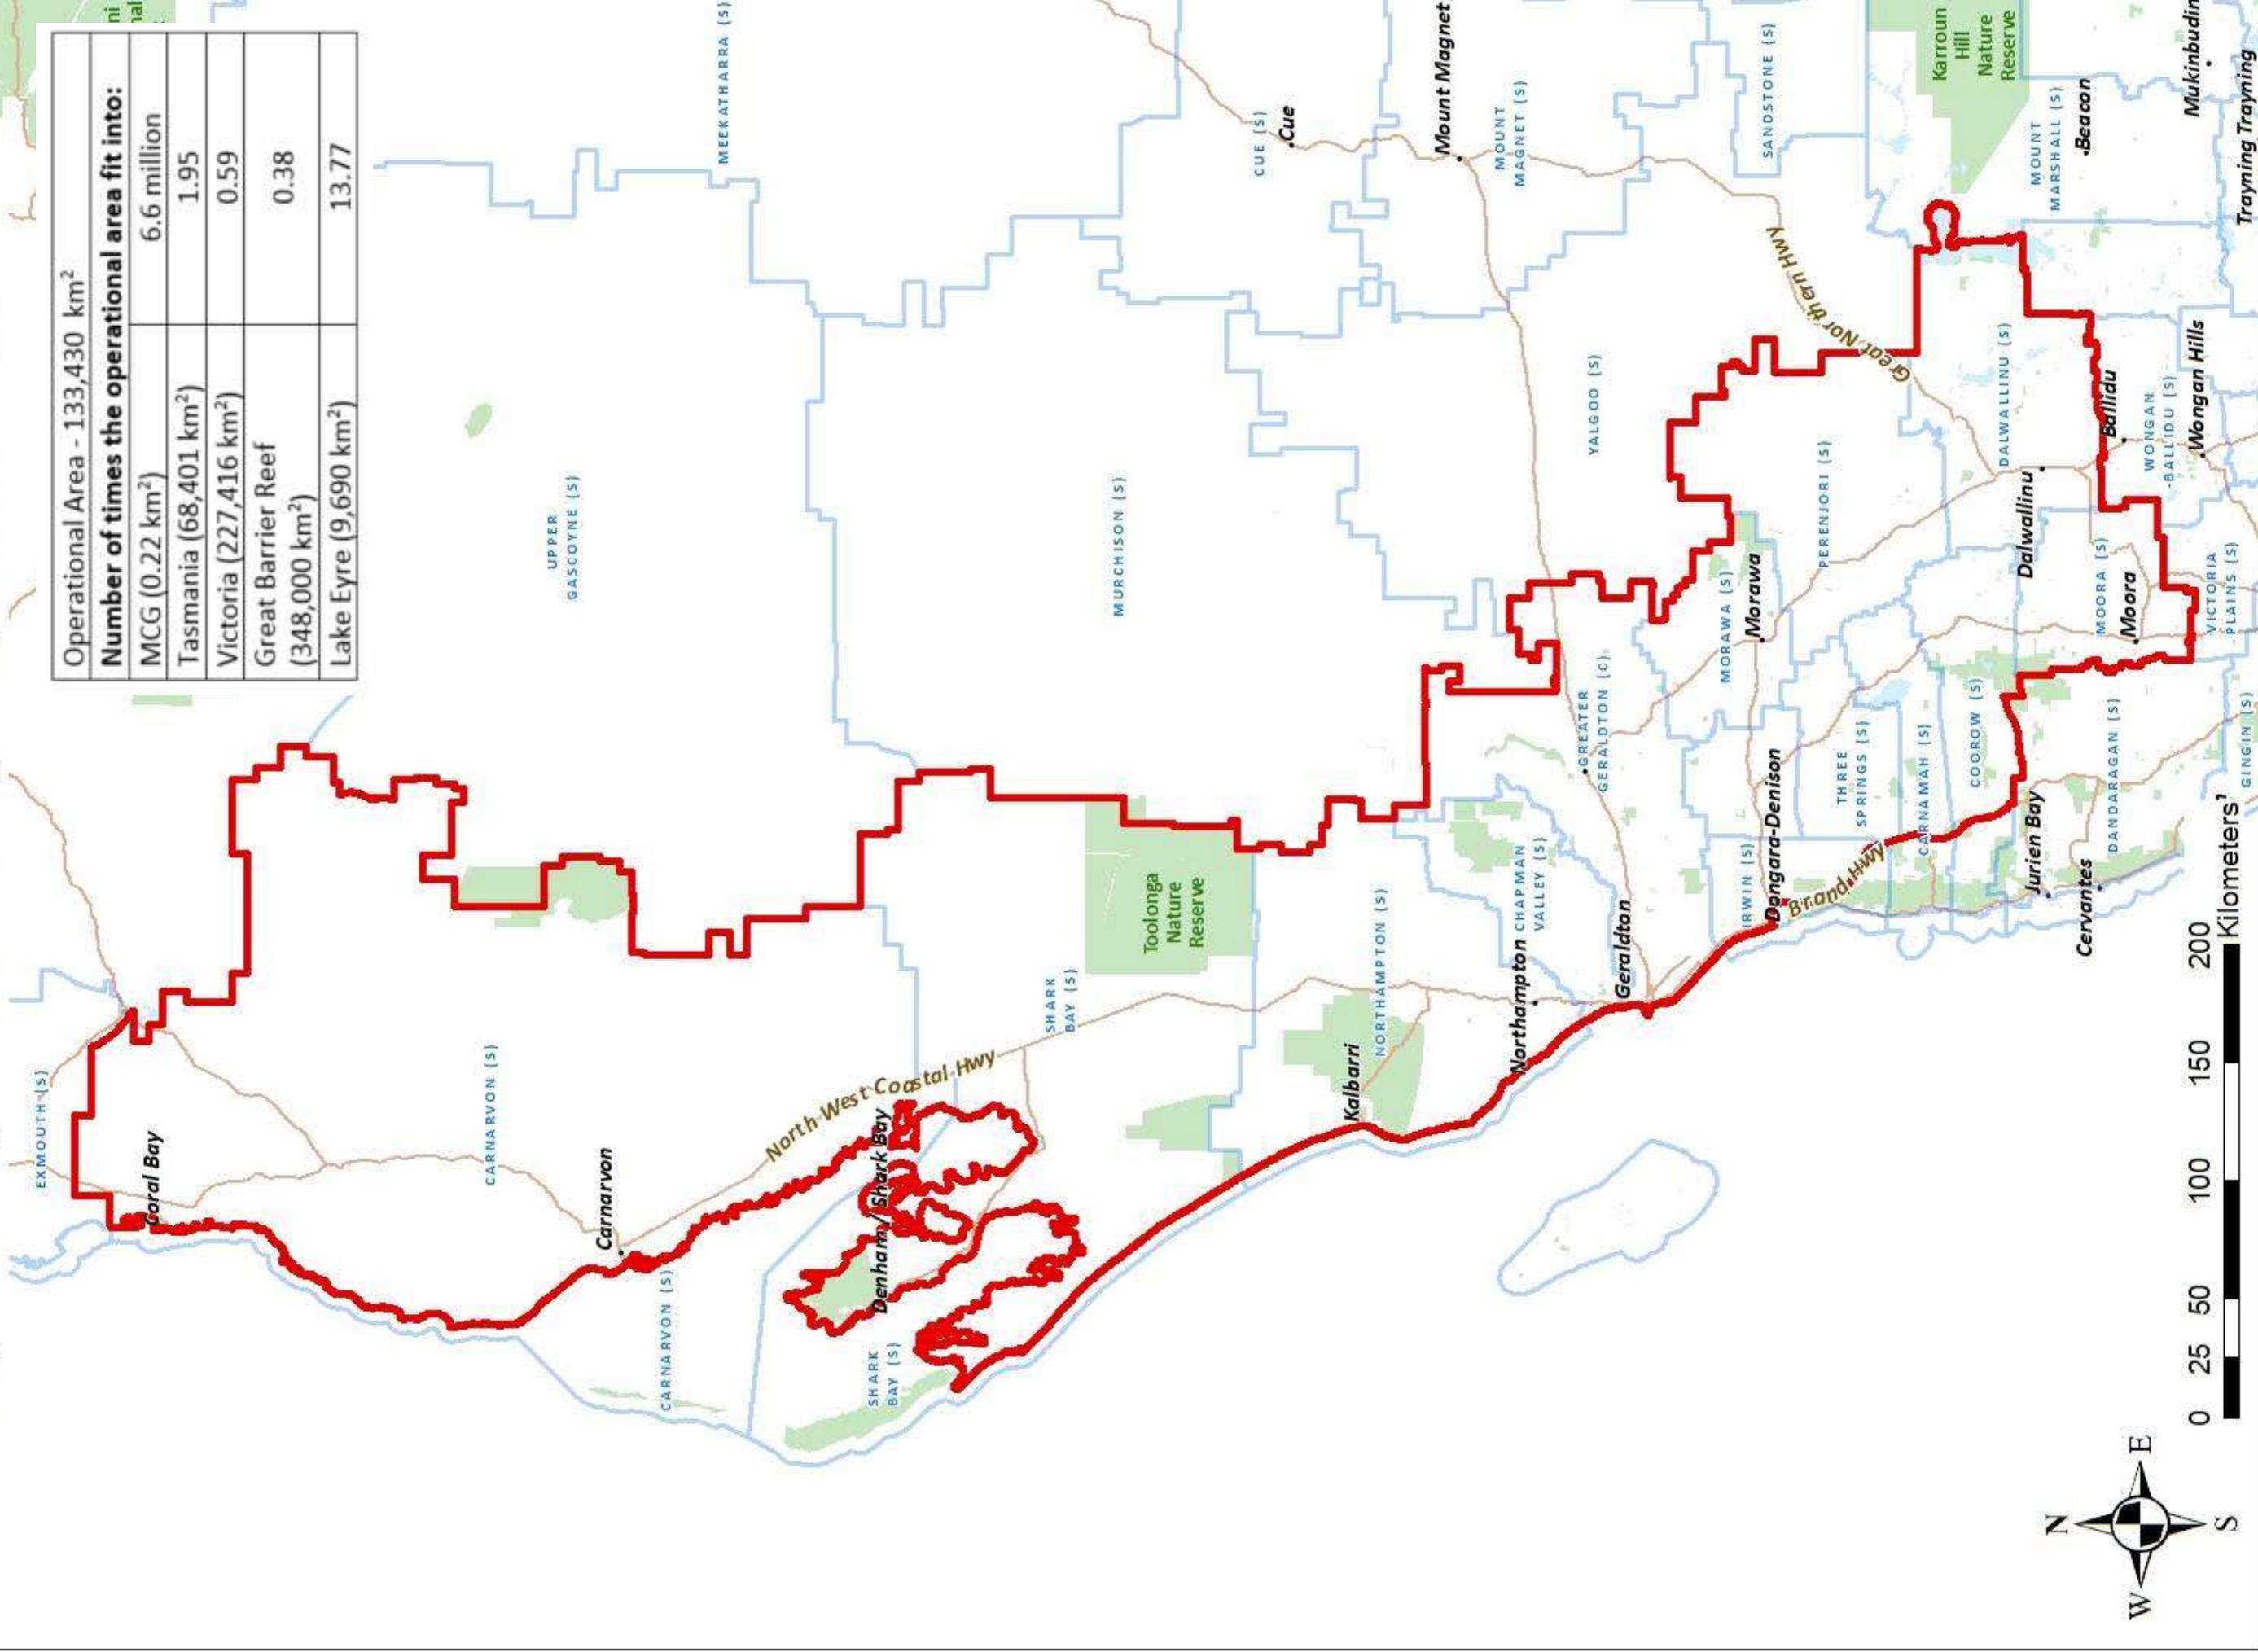 Operational Area - 133,430 km²
Number of times the operational area fit into:
MCG (0.22 km²) 6.6 million
Tasmania (68,401 km²) 1.95
Victoria (227,416 km²) 0.59
Great Barrier Reef
(348,000 km²) 0.38
Lake Eyre (9,690 km²) 13.77
ni
nal
EXMOUTH (S)
Coral Bay
CARNARVON (S)
UPPER
GASCOYNE (S)
MEEKATHARRA (S)
Carnarvon
CARNARVON (S)
North West Coastal Hwy
Denham / Shark Bay
SHARK
BAY (S)
SHARK
BAY (S)
Toolonga
Nature
Reserve
MURCHISON (S)
CUE (S)
Cue
Kalbarri
NORTHAMPTON (S)
Mount Magnet
MOUNT
MAGNET (S)
Northampton
CHAPMAN
VALLEY (S)
GREATER
GERALDTON (C)
YALGOO (S)
Geraldton
SANDSTONE (S)
Great Northern Hwy
MORAWA (S)
Morawa
IRWIN (S)
Dongara-Denison
Brand Hwy
PERENJORI (S)
THREE
SPRINGS (S)
CARNAMAH (S)
Karroun
Hill
Nature
Reserve
COOROW (S)
DALWALLINU (S)
Dalwallinu
MOUNT
MARSHALL (S)
Beacon
Jurien Bay
Cervantes
DANDARAGAN (S)
MOORA (S)
Moora
Ballidu
WONGAN
-BALIDU (S)
Wongan Hills
Mukinbudin
Trayning Trayning
VICTORIA
PLAINS (S)
GINGIN (S)
N
W E
S
0 25 50 100 150 200
Kilometers¹